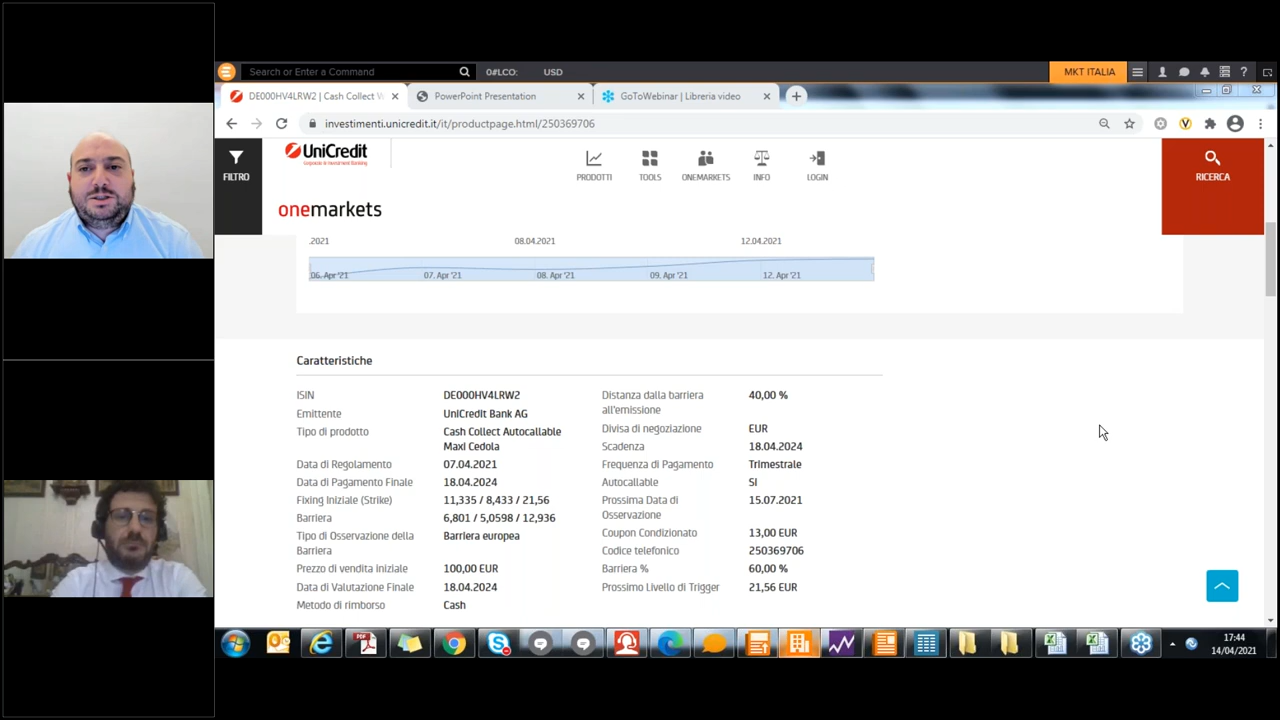 Search or Enter a Command
0#LCO:
USD
MKT ITALIA
?
DE000HV4LRW2 | Cash Collect W
PowerPoint Presentation
GoToWebinar | Libreria video
investimenti.unicredit.it/it/productpage.html/250369706
FILTRO
UniCredit
PRODOTTI
TOOLS
ONEMARKETS
INFO
LOGIN
RICERCA
onemarkets
.2021
08.04.2021
12.04.2021
06. Apr '21
07. Apr '21
08. Apr '21
09. Apr '21
12. Apr '21
Caratteristiche
ISIN DE000HV4LRW2
Emittente UniCredit Bank AG
Tipo di prodotto Cash Collect Autocallable
Maxi Cedola
Data di Regolamento 07.04.2021
Data di Pagamento Finale 18.04.2024
Fixing Iniziale (Strike) 11,335 / 8,433 / 21,56
Barriera 6,801 / 5,0598 / 12,936
Tipo di Osservazione della Barriera europea
Barriera
Prezzo di vendita iniziale 100,00 EUR
Data di Valutazione Finale 18.04.2024
Metodo di rimborso Cash
Distanza dalla barriera 40,00 %
all'emissione
Divisa di negoziazione EUR
Scadenza 18.04.2024
Frequenza di Pagamento Trimestrale
Autocallable SI
Prossima Data di 15.07.2021
Osservazione
Coupon Condizionato 13,00 EUR
Codice telefonico 250369706
Barriera % 60,00 %
Prossimo Livello di Trigger 21,56 EUR
17:44
14/04/2021